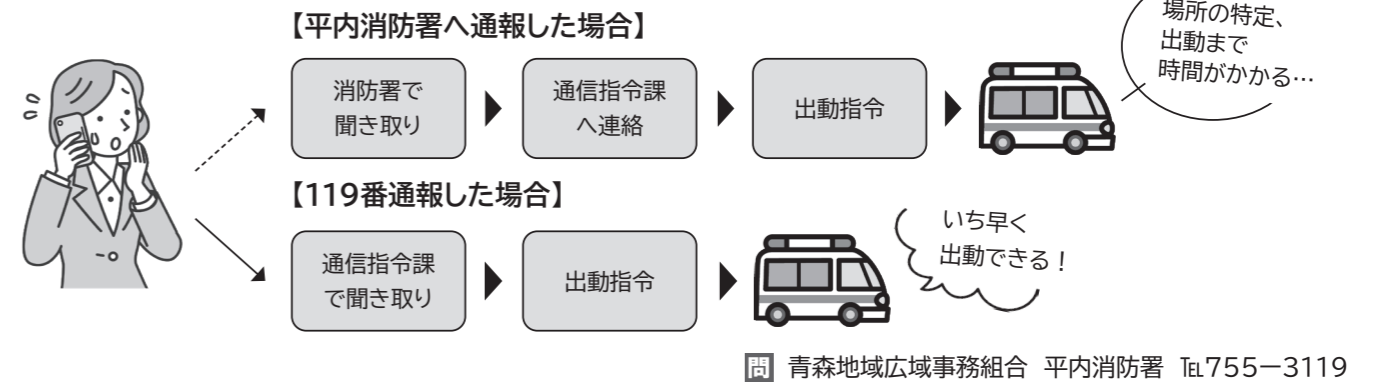 【平内消防署へ通報した場合】
消防署で
聞き取り
通信指令課
へ連絡
出動指令
場所の特定、
出動まで
時間がかかる…
【119番通報した場合】
通信指令課
で聞き取り
出動指令
いち早く
出動できる！
問 青森地域広域事務組合 平内消防署 ℡755－3119